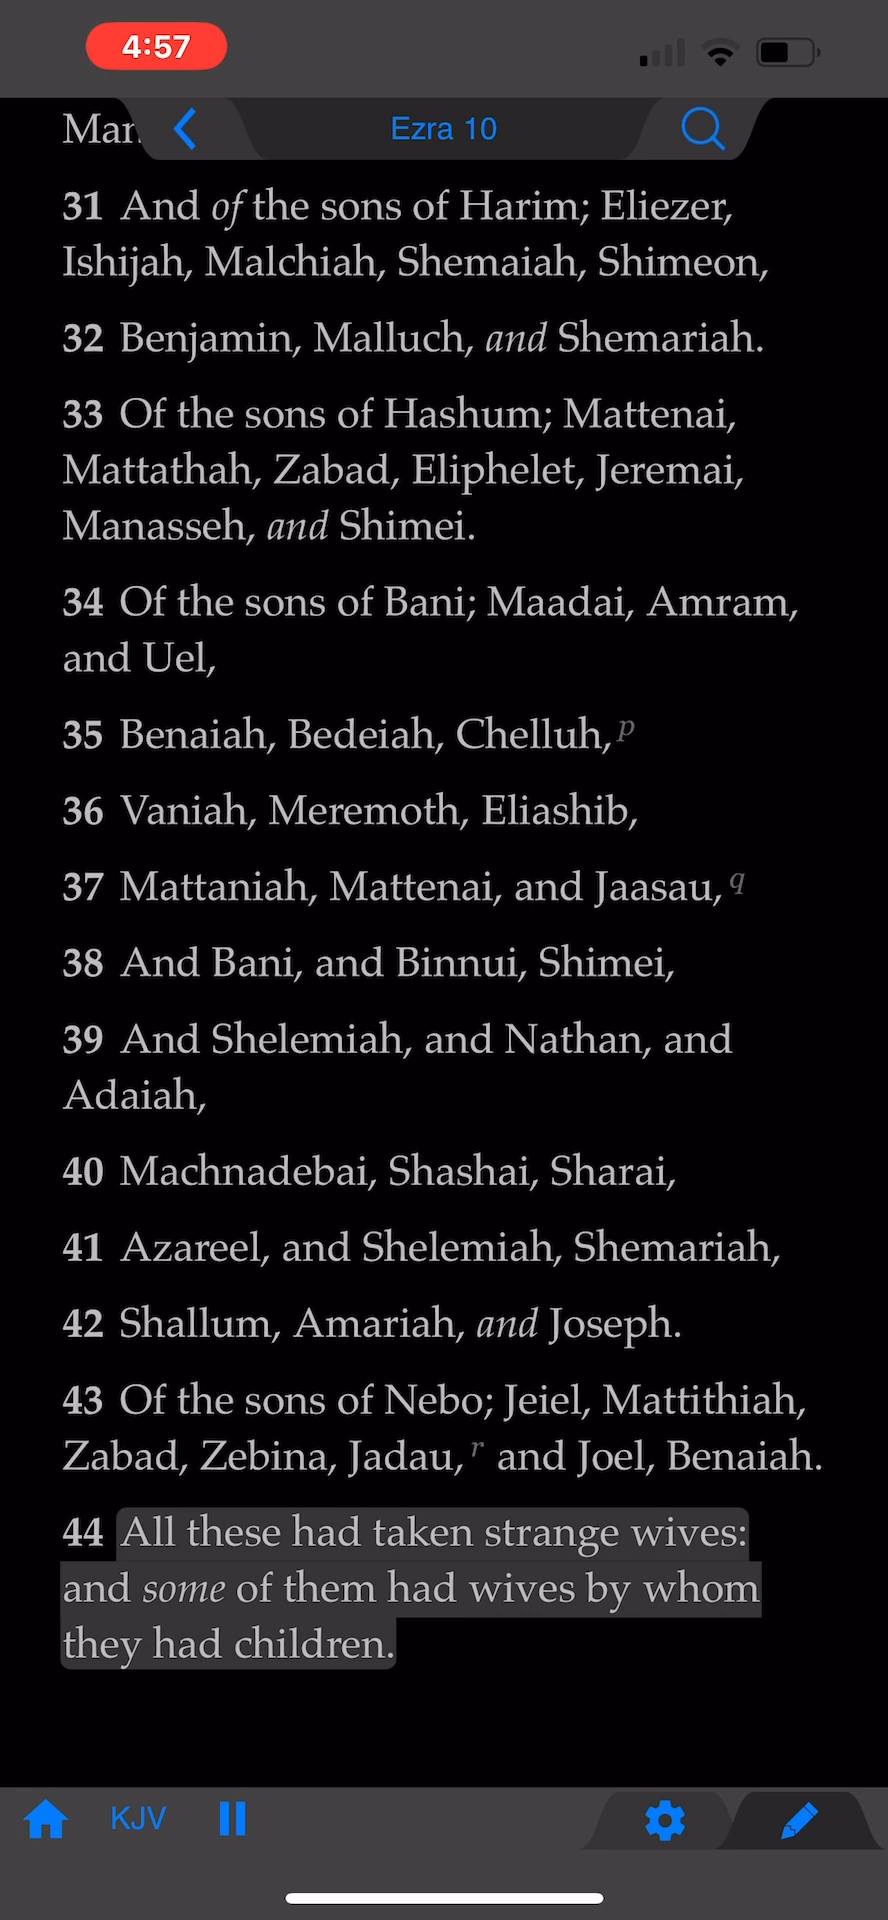 4:57
Ezra 10
31 And of the sons of Harim; Eliezer,
Ishijah, Malchiah, Shemaiah, Shimeon,
32 Benjamin, Malluch, and Shemariah.
33 Of the sons of Hashum; Mattenai,
Mattathah, Zabad, Eliphelet, Jeremai,
Manasseh, and Shimei.
34 Of the sons of Bani; Maadai, Amram,
and Uel,
35 Benaiah, Bedeiah, Chelluh, p
36 Vaniah, Meremoth, Eliashib,
37 Mattaniah, Mattenai, and Jaasau, q
38 And Bani, and Binnui, Shimei,
39 And Shelemiah, and Nathan, and
Adaiah,
40 Machnadebai, Shashai, Sharai,
41 Azareel, and Shelemiah, Shemariah,
42 Shallum, Amariah, and Joseph.
43 Of the sons of Nebo; Jeiel, Mattithiah,
Zabad, Zebina, Jadau, r and Joel, Benaiah.
44 All these had taken strange wives:
and some of them had wives by whom
they had children.
KJV